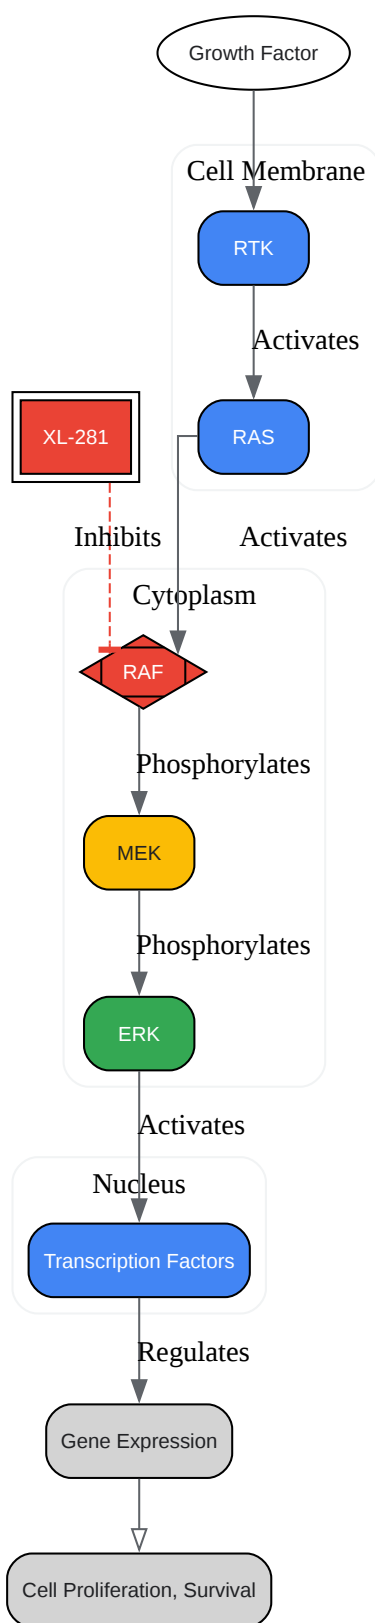 Growth Factor
Cell Membrane
RTK
Activates
RAS
XL-281
Inhibits
Activates
Cytoplasm
RAF
Phosphorylates
MEK
Phosphorylates
ERK
Activates
Nucleus
Transcription Factors
Regulates
Gene Expression
Cell Proliferation, Survival